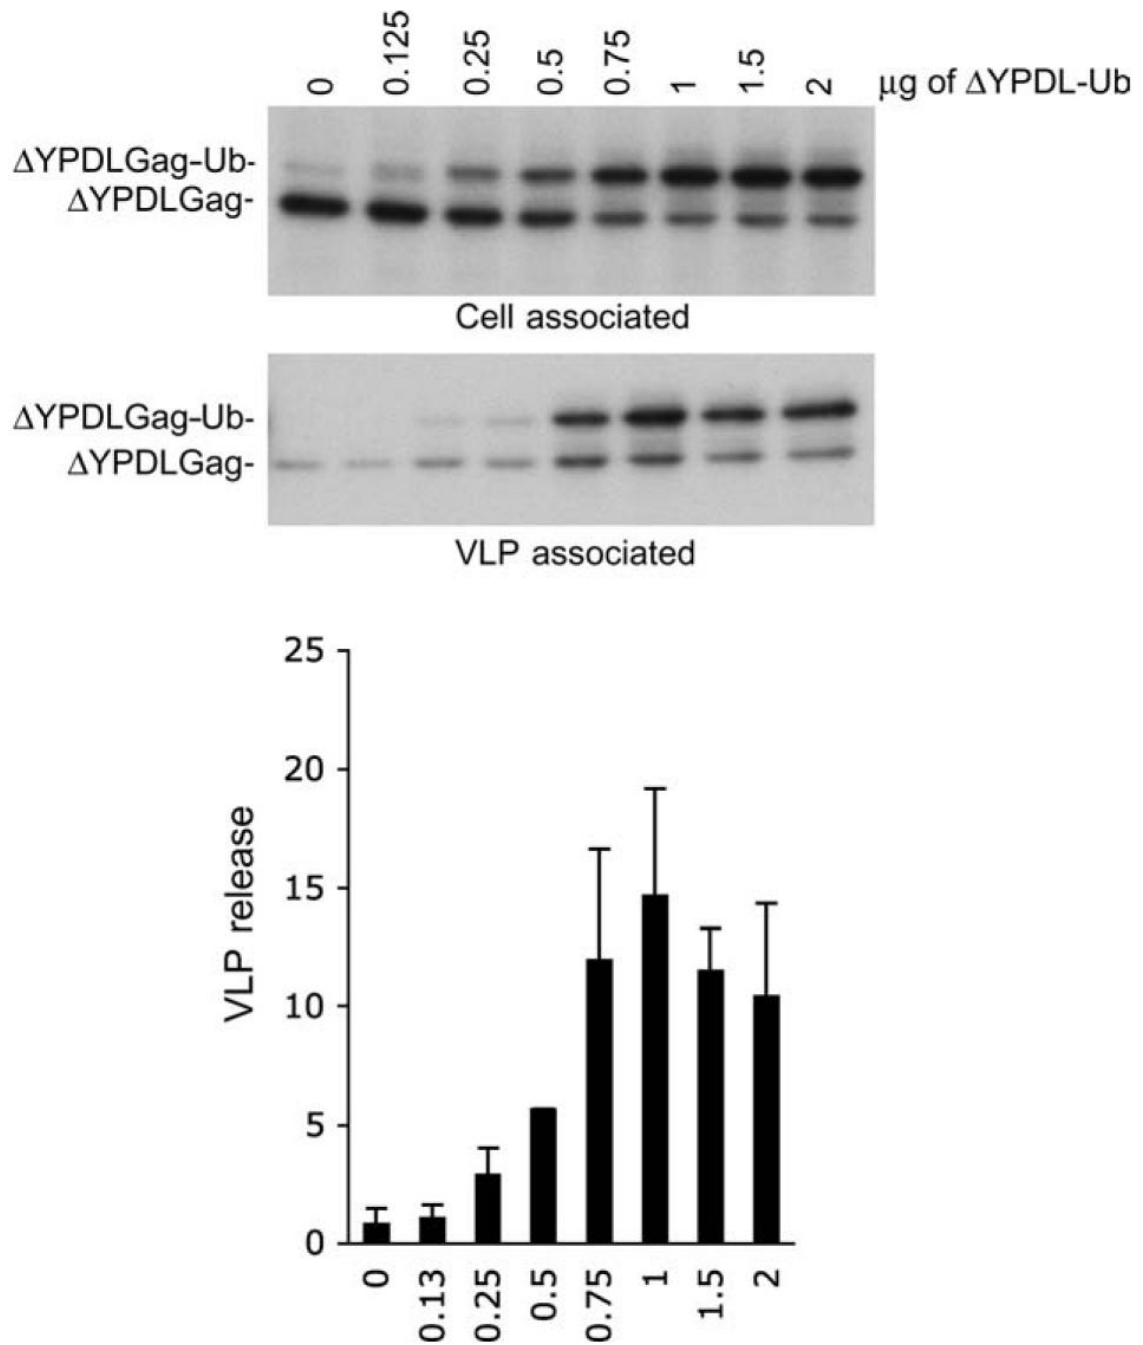 0 0.125 0.25 0.5 0.75 1 1.5 2 μg of ΔYPDL-Ub
ΔYPDLGag-Ub-
ΔYPDLGag-
Cell associated
ΔYPDLGag-Ub-
ΔYPDLGag-
VLP associated
25
20
15
10
5
0
VLP release
0 0.13 0.25 0.5 0.75 1 1.5 2